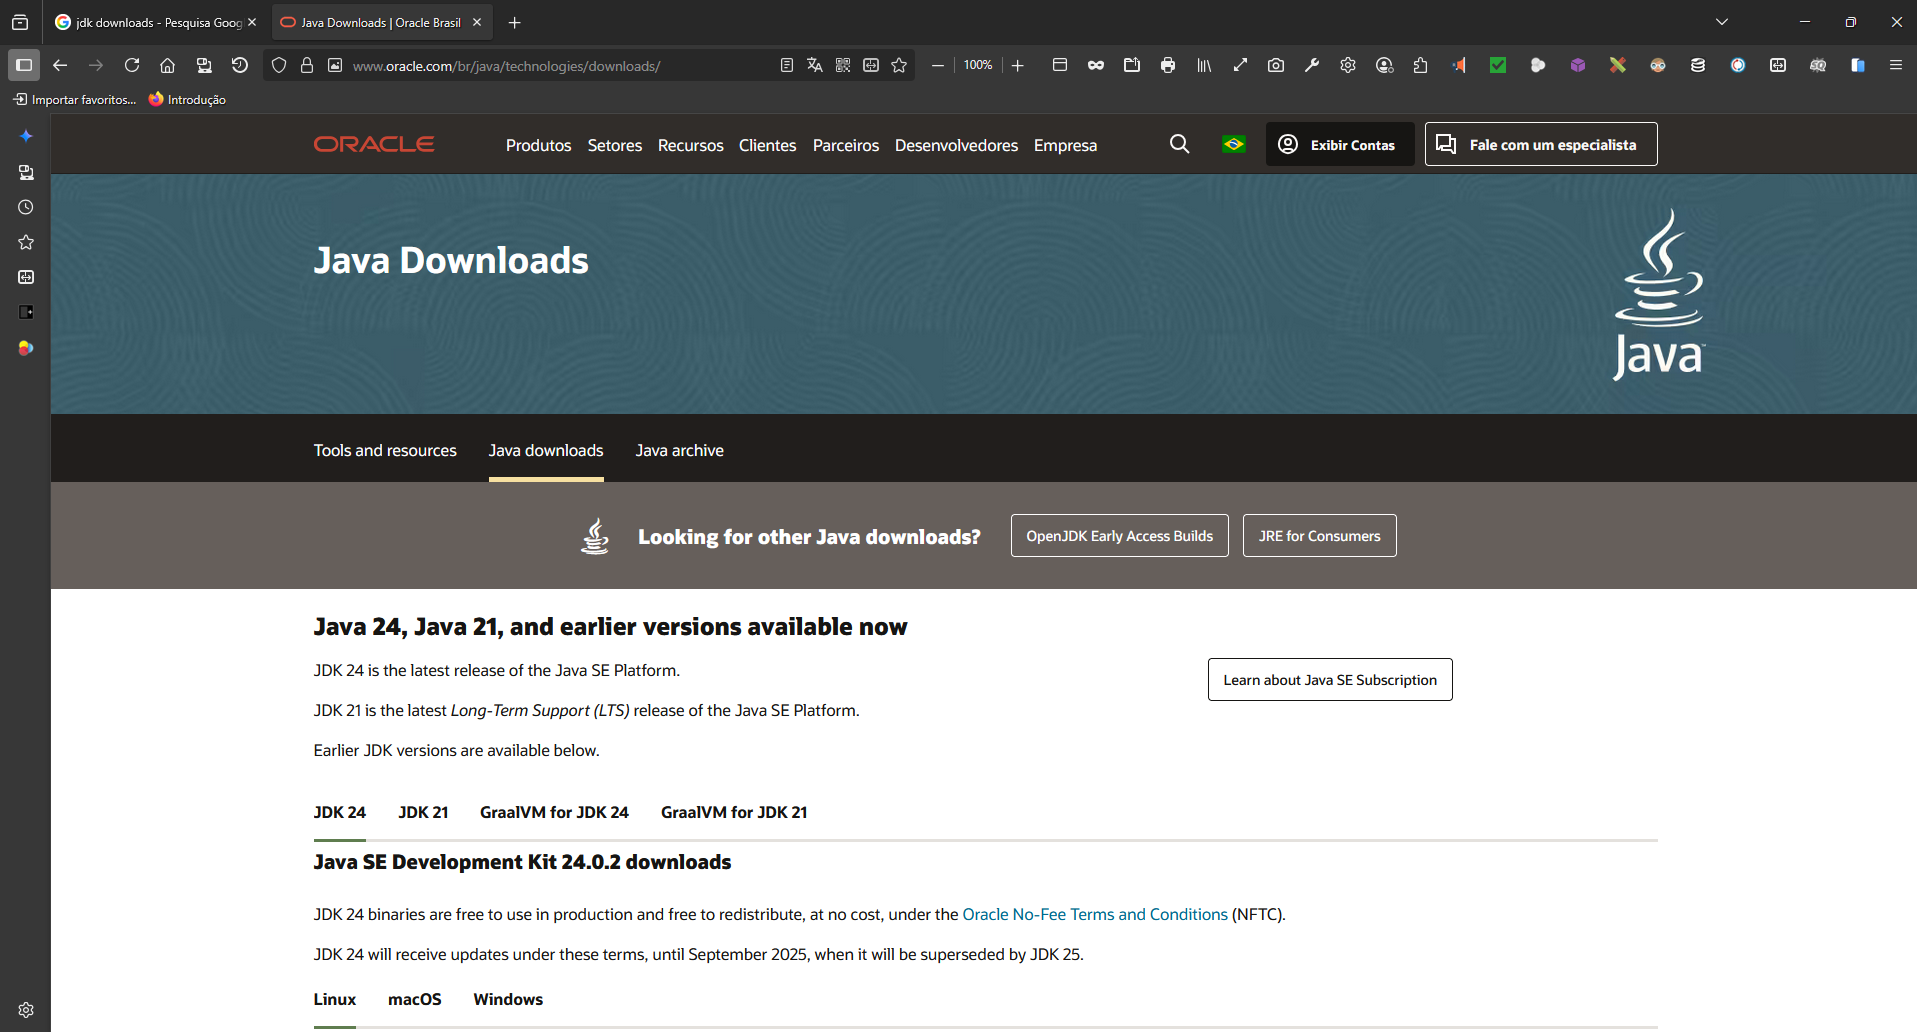 jdk downloads - Pesquisa Goog
Java Downloads | Oracle Brasil
www.oracle.com/br/java/technologies/downloads/
100%
Importar favoritos...
Introdução
ORACLE
Produtos
Setores
Recursos
Clientes
Parceiros
Desenvolvedores
Empresa
Exibir Contas
Fale com um especialista
Java Downloads
Java
Tools and resources
Java downloads
Java archive
Looking for other Java downloads?
OpenJDK Early Access Builds
JRE for Consumers
Java 24, Java 21, and earlier versions available now
JDK 24 is the latest release of the Java SE Platform.
Learn about Java SE Subscription
JDK 21 is the latest Long-Term Support (LTS) release of the Java SE Platform.
Earlier JDK versions are available below.
JDK 24
JDK 21
GraalVM for JDK 24
GraalVM for JDK 21
Java SE Development Kit 24.0.2 downloads
JDK 24 binaries are free to use in production and free to redistribute, at no cost, under the Oracle No-Fee Terms and Conditions (NFTC).
JDK 24 will receive updates under these terms, until September 2025, when it will be superseded by JDK 25.
Linux
macOS
Windows